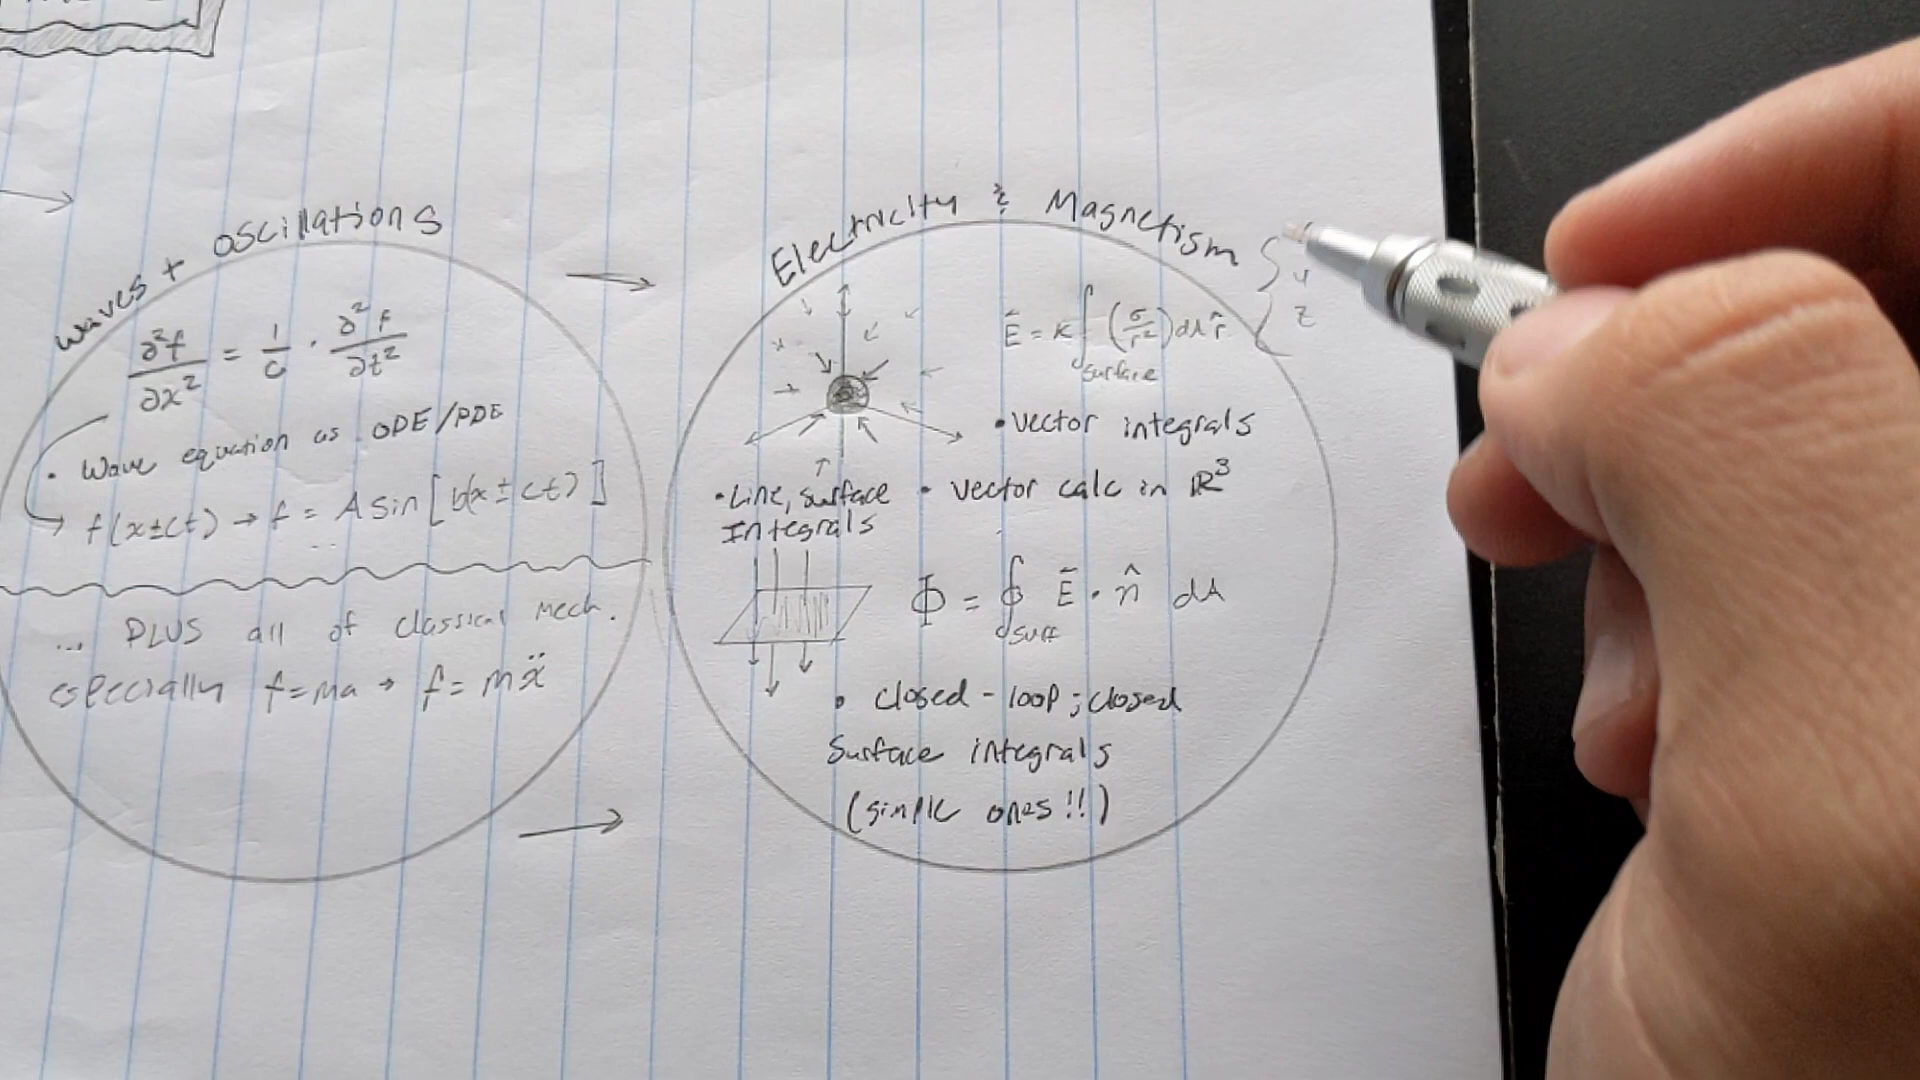 Waves + oscillations
∂²f/∂x² = 1/c · ∂²f/∂t²
• Wave equation as ODE/PDE
f(x±ct) → f = A sin[b(x±ct)]
... PLUS all of classical mech.
especially f=ma → f=mẍ
Electricity & Magnetism
E = K ∫surface (σ/r²) dA r̂
y
z
• Vector integrals
• Line, surface
Integrals
• vector calc in ℝ³
Φ = ∮surf E · n̂ dA
• closed-loop; closed
Surface integrals
(simple ones!!)